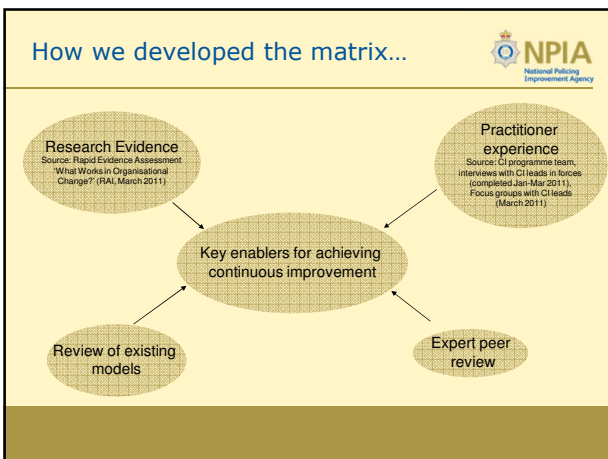 How we developed the matrix…
NPIA
National Policing
Improvement Agency
Research Evidence
Source: Rapid Evidence Assessment
'What Works in Organisational
Change?' (RAI, March 2011)
Practitioner
experience
Source: CI programme team,
interviews with CI leads in forces
(completed Jan-Mar 2011),
Focus groups with CI leads
(March 2011)
Key enablers for achieving
continuous improvement
Review of existing
models
Expert peer
review